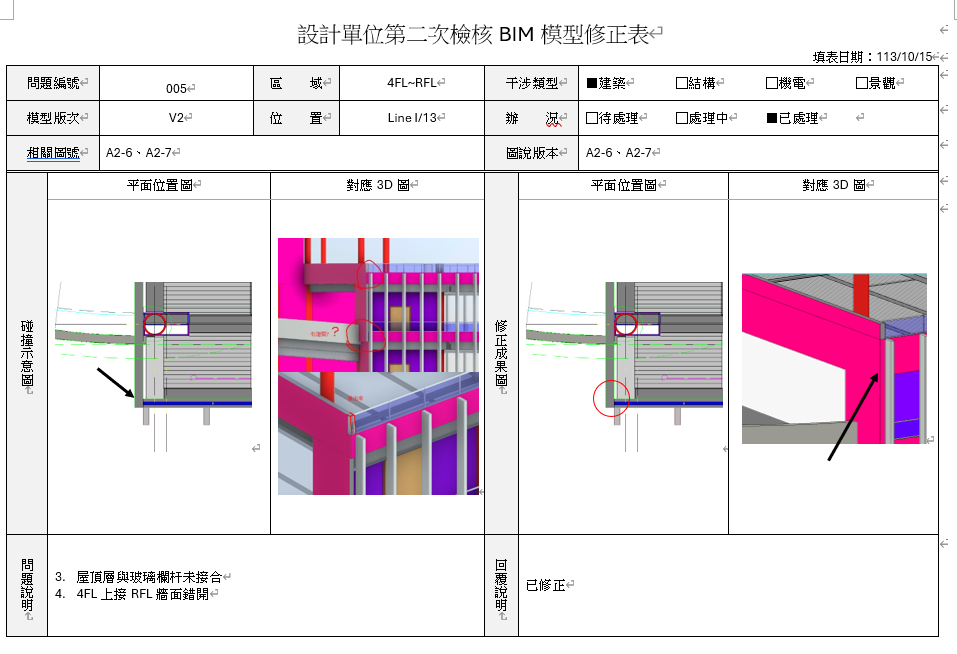 設計單位第二次檢核 BIM 模型修正表
填表日期：113/10/15
問題編號 005 區 域 4FL~RFL 干涉類型 ■建築 □結構 □機電 □景觀
模型版次 V2 位 置 Line I/13 辦 況 □待處理 □處理中 ■已處理
相關圖號 A2-6、A2-7 圖說版本 A2-6、A2-7
碰撞示意圖 平面位置圖 對應 3D 圖 修正成果圖 平面位置圖 對應 3D 圖
?
問題說明
3. 屋頂層與玻璃欄杆未接合
4. 4FL 上接 RFL 牆面錯開
回覆說明
已修正